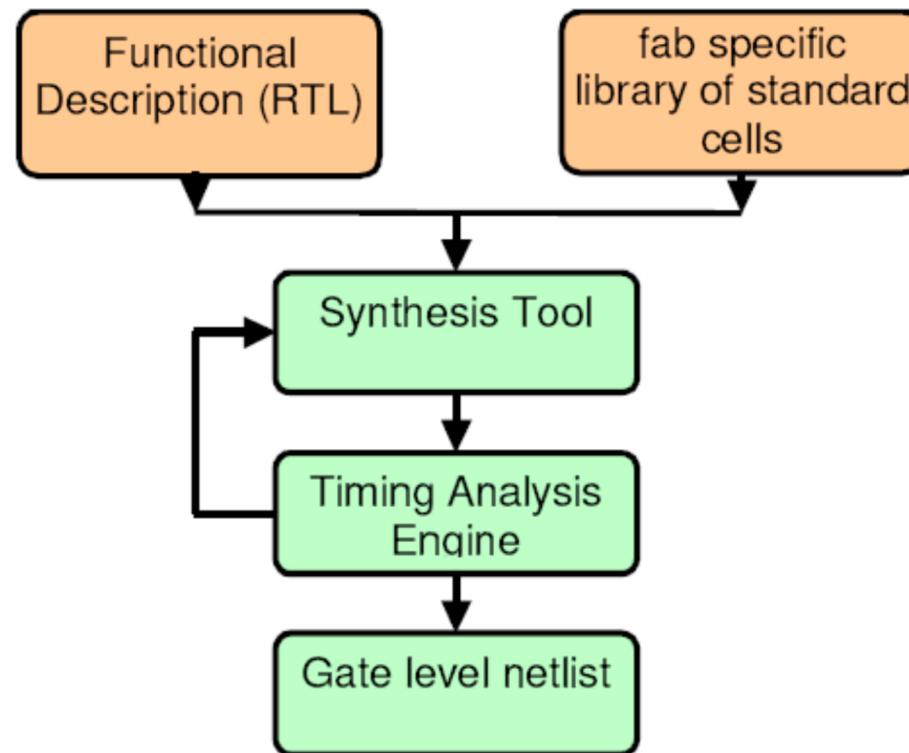 Functional
Description (RTL)
fab specific
library of standard
cells
Synthesis Tool
Timing Analysis
Engine
Gate level netlist